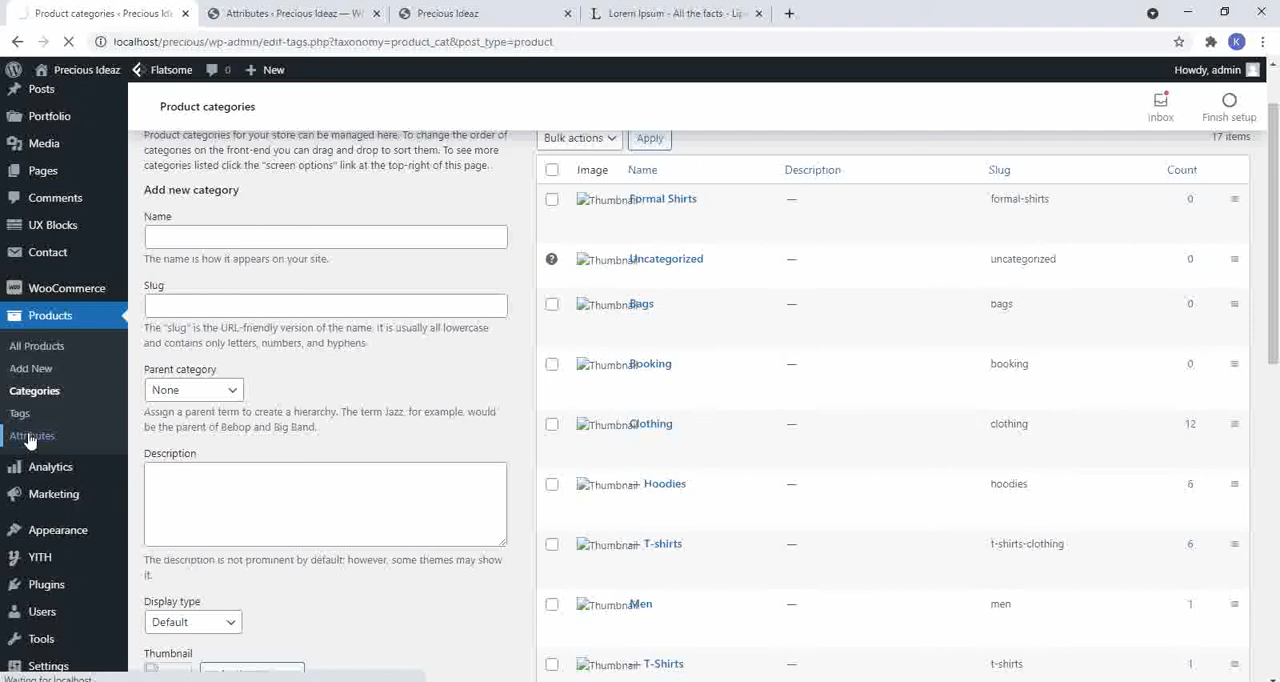 Product categories ‹ Precious Ide
Attributes ‹ Precious Ideaz — W
Precious Ideaz
Lorem Ipsum - All the facts - Lip
localhost/precious/wp-admin/edit-tags.php?taxonomy=product_cat&post_type=product
K
Precious Ideaz
Flatsome
0
New
Howdy, admin
Posts
Portfolio
Media
Pages
Comments
UX Blocks
Contact
WooCommerce
Products
All Products
Add New
Categories
Tags
Attributes
Analytics
Marketing
Appearance
YITH
Plugins
Users
Tools
Settings
Waiting for localhost...
Product categories
Inbox
Finish setup
Product categories for your store can be managed here. To change the order of
categories on the front-end you can drag and drop to sort them. To see more
categories listed click the "screen options" link at the top-right of this page.
Add new category
Name
The name is how it appears on your site.
Slug
The "slug" is the URL-friendly version of the name. It is usually all lowercase
and contains only letters, numbers, and hyphens.
Parent category
None
Assign a parent term to create a hierarchy. The term Jazz, for example, would
be the parent of Bebop and Big Band.
Description
The description is not prominent by default; however, some themes may show
it.
Display type
Default
Thumbnail
Bulk actions
Apply
17 items
Image Name Description Slug Count
Thumbnail Formal Shirts — formal-shirts 0
Thumbnail Uncategorized — uncategorized 0
Thumbnail Bags — bags 0
Thumbnail Booking — booking 0
Thumbnail Clothing — clothing 12
Thumbnail — Hoodies — hoodies 6
Thumbnail — T-shirts — t-shirts-clothing 6
Thumbnail Men — men 1
Thumbnail — T-Shirts — t-shirts 1